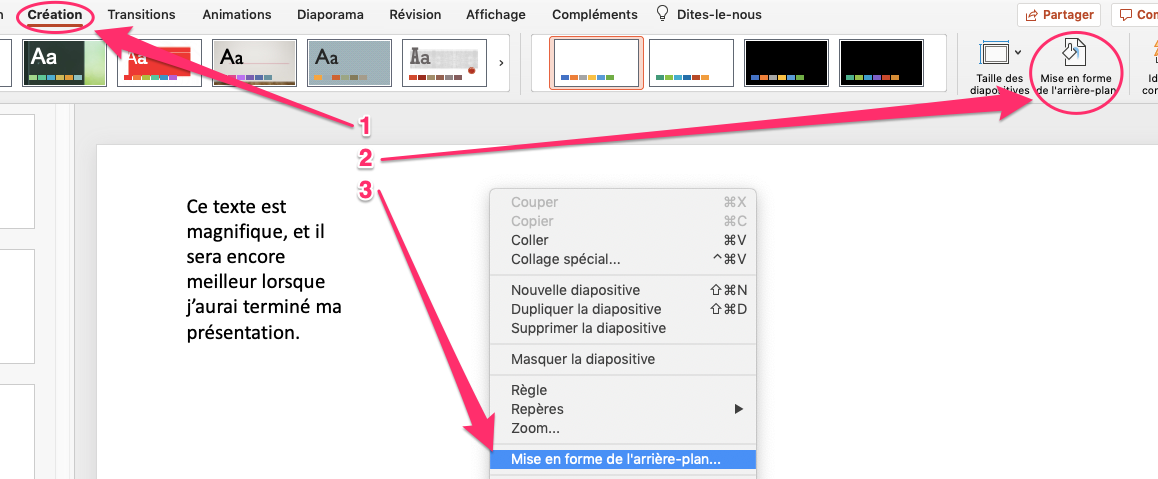 Création Transitions Animations Diaporama Révision Affichage Compléments Dites-le-nous Partager
Aa Aa Aa Aa Aa
Taille des diapositives
Mise en forme de l'arrière-plan
1
2
3
Ce texte est
magnifique, et il
sera encore
meilleur lorsque
j’aurai terminé ma
présentation.
Couper ⌘X
Copier ⌘C
Coller ⌘V
Collage spécial... ^⌘V
Nouvelle diapositive ⇧⌘N
Dupliquer la diapositive ⇧⌘D
Supprimer la diapositive
Masquer la diapositive
Règle
Repères
Zoom...
Mise en forme de l'arrière-plan...